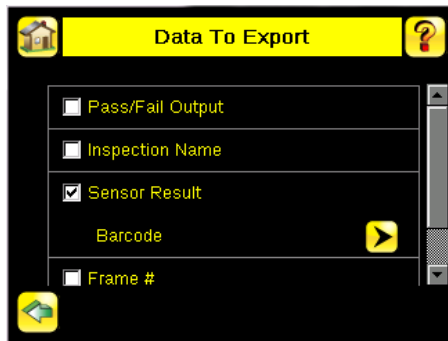 Data To Export
?
Pass/Fail Output
Inspection Name
Sensor Result
Barcode
Frame #